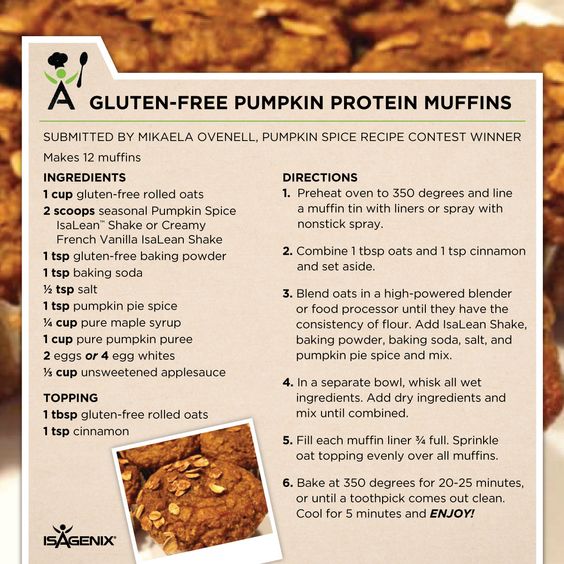 GLUTEN-FREE PUMPKIN PROTEIN MUFFINS
SUBMITTED BY MIKAELA OVENELL, PUMPKIN SPICE RECIPE CONTEST WINNER
Makes 12 muffins
INGREDIENTS
1 cup gluten-free rolled oats
2 scoops seasonal Pumpkin Spice
IsaLean™ Shake or Creamy
French Vanilla IsaLean Shake
1 tsp gluten-free baking powder
1 tsp baking soda
½ tsp salt
1 tsp pumpkin pie spice
¼ cup pure maple syrup
1 cup pure pumpkin puree
2 eggs or 4 egg whites
⅓ cup unsweetened applesauce
TOPPING
1 tbsp gluten-free rolled oats
1 tsp cinnamon
DIRECTIONS
1. Preheat oven to 350 degrees and line
a muffin tin with liners or spray with
nonstick spray.
2. Combine 1 tbsp oats and 1 tsp cinnamon
and set aside.
3. Blend oats in a high-powered blender
or food processor until they have the
consistency of flour. Add IsaLean Shake,
baking powder, baking soda, salt, and
pumpkin pie spice and mix.
4. In a separate bowl, whisk all wet
ingredients. Add dry ingredients and
mix until combined.
5. Fill each muffin liner ¾ full. Sprinkle
oat topping evenly over all muffins.
6. Bake at 350 degrees for 20-25 minutes,
or until a toothpick comes out clean.
Cool for 5 minutes and ENJOY!
ISAGENIX®